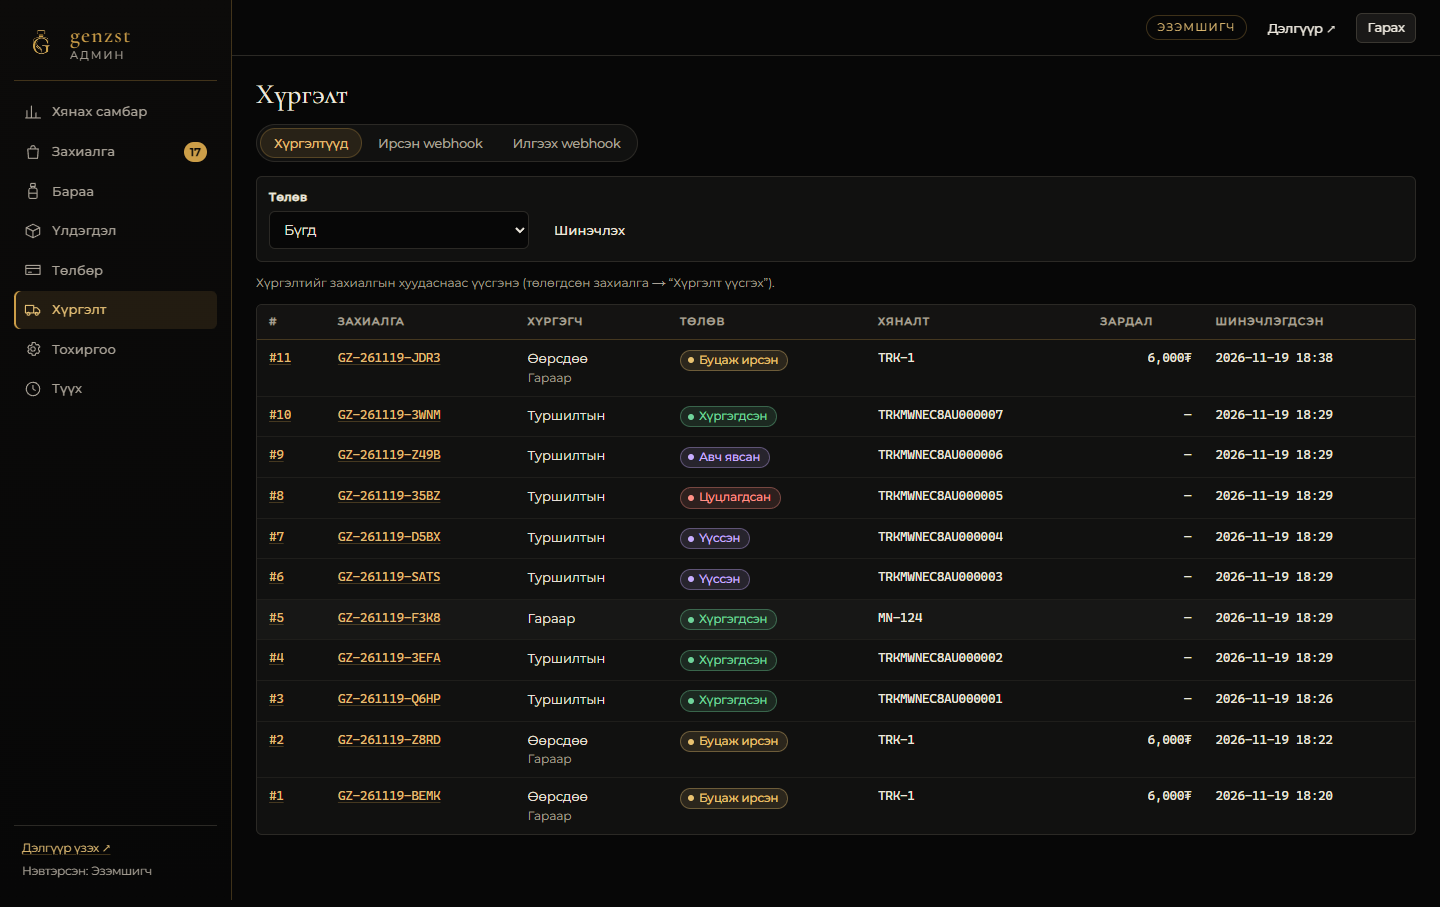 genzst
АДМИН
Хянах самбар
Захиалга 17
Бараа
Үлдэгдэл
Төлбөр
Хүргэлт
Тохиргоо
Түүх
Дэлгүүр үзэх ↗
Нэвтэрсэн: Эзэмшигч
ЭЗЭМШИГЧ Дэлгүүр ↗ Гарах
Хүргэлт
Хүргэлтүүд Ирсэн webhook Илгээх webhook
Төлөв
Бүгд Шинэчлэх
Хүргэлтийг захиалгын хуудаснаас үүсгэнэ (төлөгдсөн захиалга → “Хүргэлт үүсгэх”).
# ЗАХИАЛГА ХҮРГЭГЧ ТӨЛӨВ ХЯНАЛТ ЗАРДАЛ ШИНЭЧЛЭГДСЭН
#11 GZ-261119-JDR3 Өөрсдөө Буцаж ирсэн TRK-1 6,000₮ 2026-11-19 18:38
Гараар
#10 GZ-261119-3WNM Туршилтын Хүргэгдсэн TRKMWNEC8AU000007 — 2026-11-19 18:29
#9 GZ-261119-Z49B Туршилтын Авч явсан TRKMWNEC8AU000006 — 2026-11-19 18:29
#8 GZ-261119-35BZ Туршилтын Цуцлагдсан TRKMWNEC8AU000005 — 2026-11-19 18:29
#7 GZ-261119-D5BX Туршилтын Үүссэн TRKMWNEC8AU000004 — 2026-11-19 18:29
#6 GZ-261119-SATS Туршилтын Үүссэн TRKMWNEC8AU000003 — 2026-11-19 18:29
#5 GZ-261119-F3K8 Гараар Хүргэгдсэн MN-124 — 2026-11-19 18:29
#4 GZ-261119-3EFA Туршилтын Хүргэгдсэн TRKMWNEC8AU000002 — 2026-11-19 18:29
#3 GZ-261119-Q6HP Туршилтын Хүргэгдсэн TRKMWNEC8AU000001 — 2026-11-19 18:26
#2 GZ-261119-Z8RD Өөрсдөө Буцаж ирсэн TRK-1 6,000₮ 2026-11-19 18:22
Гараар
#1 GZ-261119-BEMK Өөрсдөө Буцаж ирсэн TRK-1 6,000₮ 2026-11-19 18:20
Гараар